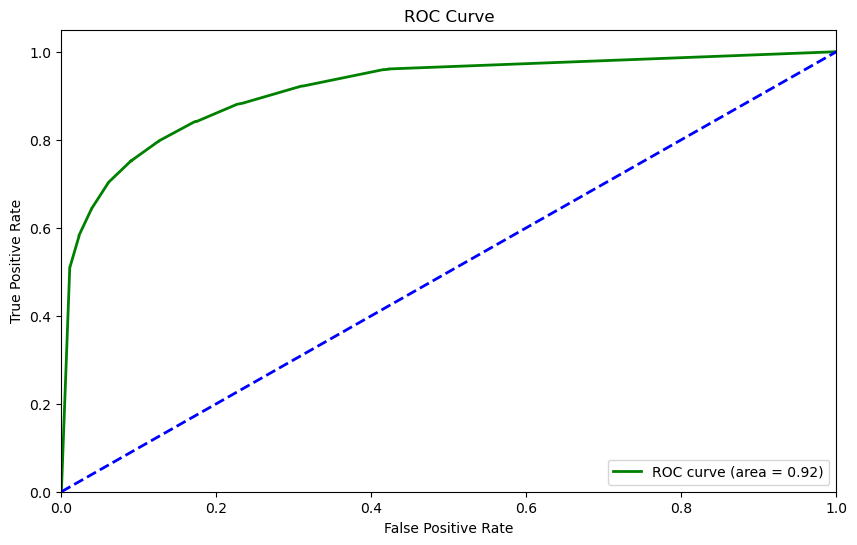 ROC Curve
True Positive Rate
1.0
0.8
0.6
0.4
0.2
0.0
0.0 0.2 0.4 0.6 0.8 1.0
False Positive Rate
ROC curve (area = 0.92)